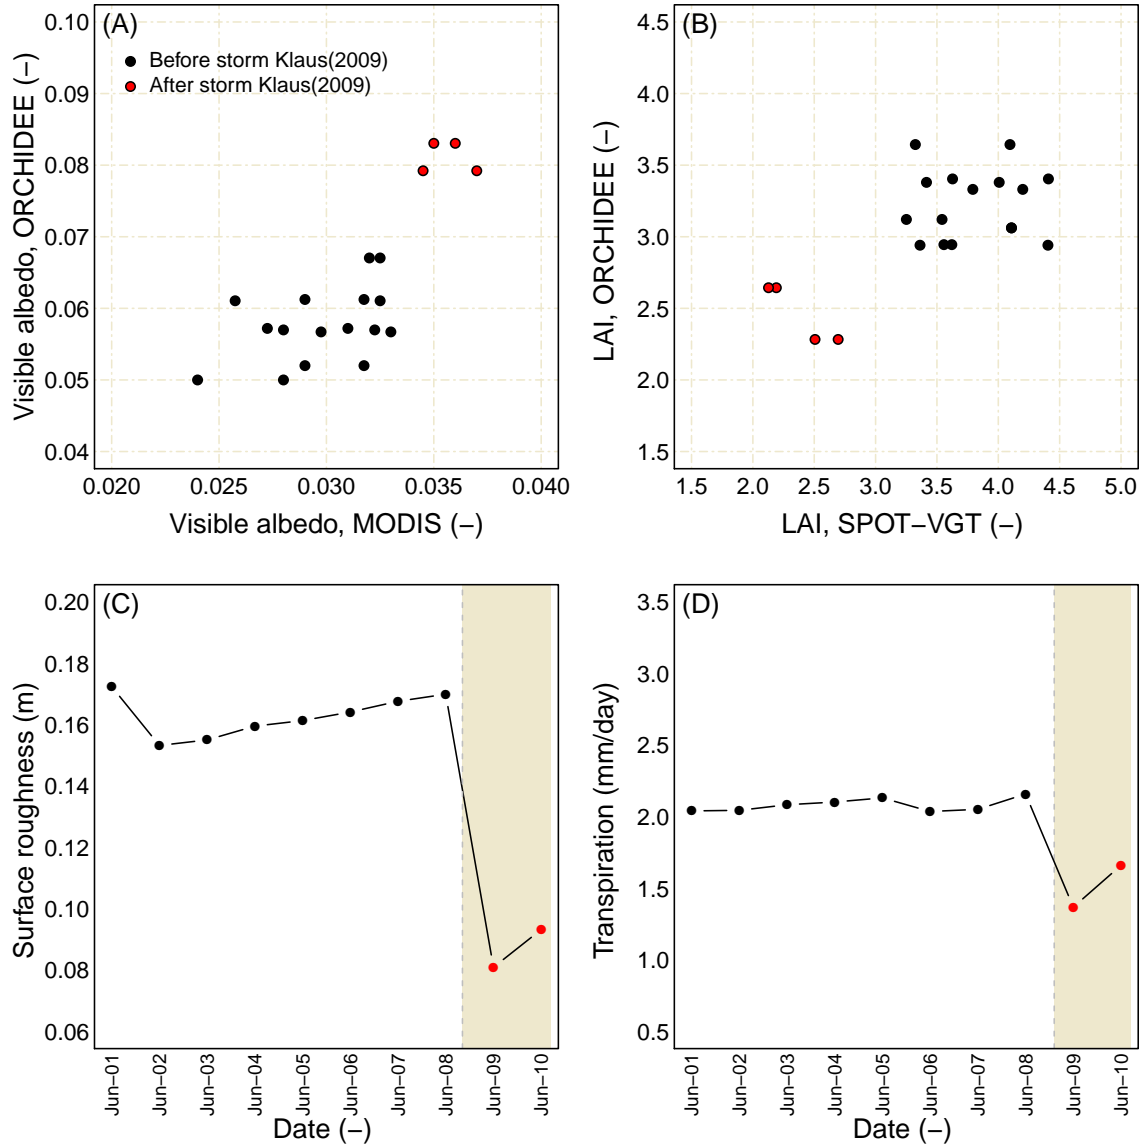 (A)
Before storm Klaus(2009)
After storm Klaus(2009)
Visible albedo, ORCHIDEE (−)
0.10
0.09
0.08
0.07
0.06
0.05
0.04
0.020 0.025 0.030 0.035 0.040
Visible albedo, MODIS (−)
(B)
LAI, ORCHIDEE (−)
4.5
4.0
3.5
3.0
2.5
2.0
1.5
1.5 2.0 2.5 3.0 3.5 4.0 4.5 5.0
LAI, SPOT−VGT (−)
(C)
Surface roughness (m)
0.20
0.18
0.16
0.14
0.12
0.10
0.08
0.06
Jun−01 Jun−02 Jun−03 Jun−04 Jun−05 Jun−06 Jun−07 Jun−08 Jun−09 Jun−10
Date (−)
(D)
Transpiration (mm/day)
3.5
3.0
2.5
2.0
1.5
1.0
0.5
Jun−01 Jun−02 Jun−03 Jun−04 Jun−05 Jun−06 Jun−07 Jun−08 Jun−09 Jun−10
Date (−)